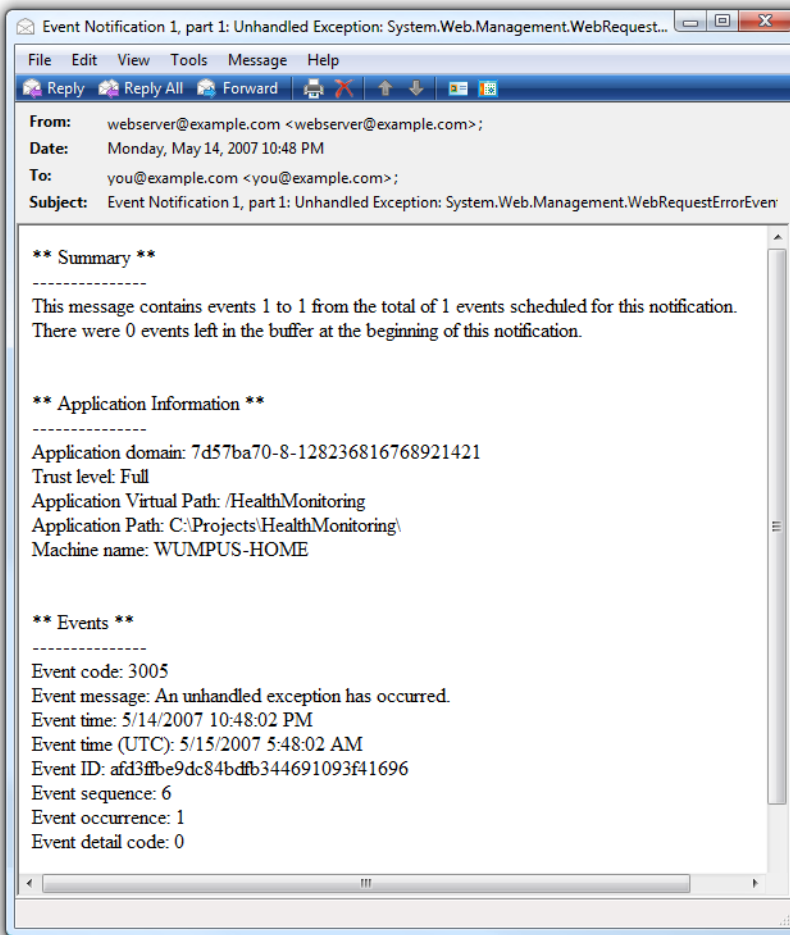 Event Notification 1, part 1: Unhandled Exception: System.Web.Management.WebRequest...
File Edit View Tools Message Help
Reply Reply All Forward
From: webserver@example.com <webserver@example.com>;
Date: Monday, May 14, 2007 10:48 PM
To: you@example.com <you@example.com>;
Subject: Event Notification 1, part 1: Unhandled Exception: System.Web.Management.WebRequestErrorEven
** Summary **
---------------
This message contains events 1 to 1 from the total of 1 events scheduled for this notification.
There were 0 events left in the buffer at the beginning of this notification.
** Application Information **
---------------
Application domain: 7d57ba70-8-128236816768921421
Trust level: Full
Application Virtual Path: /HealthMonitoring
Application Path: C:\Projects\HealthMonitoring\
Machine name: WUMPUS-HOME
** Events **
---------------
Event code: 3005
Event message: An unhandled exception has occurred.
Event time: 5/14/2007 10:48:02 PM
Event time (UTC): 5/15/2007 5:48:02 AM
Event ID: afd3ffbe9dc84bdfb344691093f41696
Event sequence: 6
Event occurrence: 1
Event detail code: 0